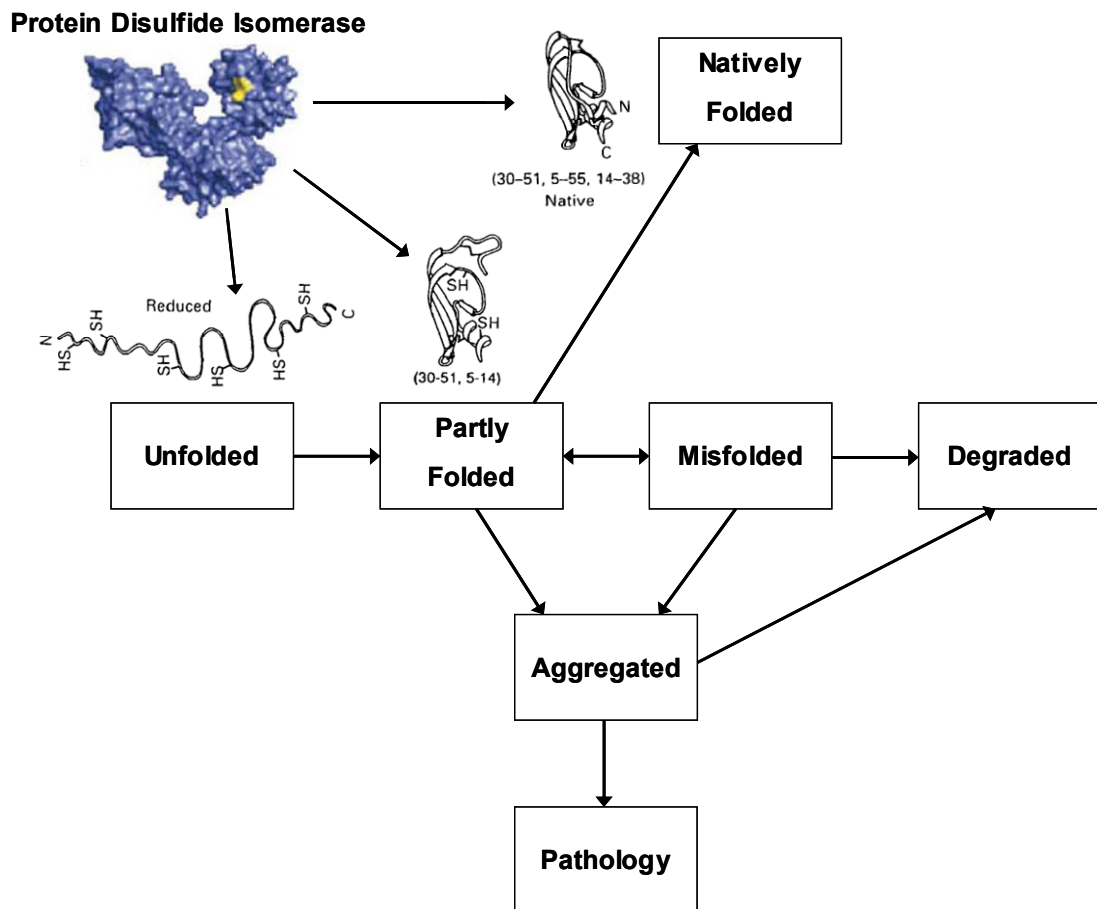 Protein Disulfide Isomerase
N
C
(30–51, 5–55, 14–38)
Native
Natively
Folded
SH
SH
(30-51, 5-14)
Reduced
N
HS
SH
SH
HS
HS
SH
C
Unfolded
Partly
Folded
Misfolded
Degraded
Aggregated
Pathology